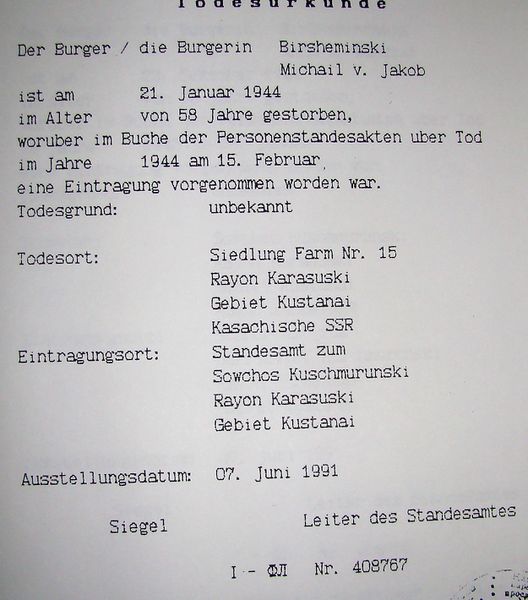 Todesurkunde
Der Burger / die Burgerin Birsheminski
Michail v. Jakob
ist am 21. Januar 1944
im Alter von 58 Jahre gestorben,
woruber im Buche der Personenstandesakten uber Tod
im Jahre 1944 am 15. Februar,
eine Eintragung vorgenommen worden war.
Todesgrund: unbekannt
Todesort: Siedlung Farm Nr. 15
Rayon Karasuski
Gebiet Kustanai
Kasachische SSR
Eintragungsort: Standesamt zum
Sowchos Kuschmurunski
Rayon Karasuski
Gebiet Kustanai
Ausstellungsdatum: 07. Juni 1991
Siegel Leiter des Standesamtes
I - ФЛ Nr. 408767